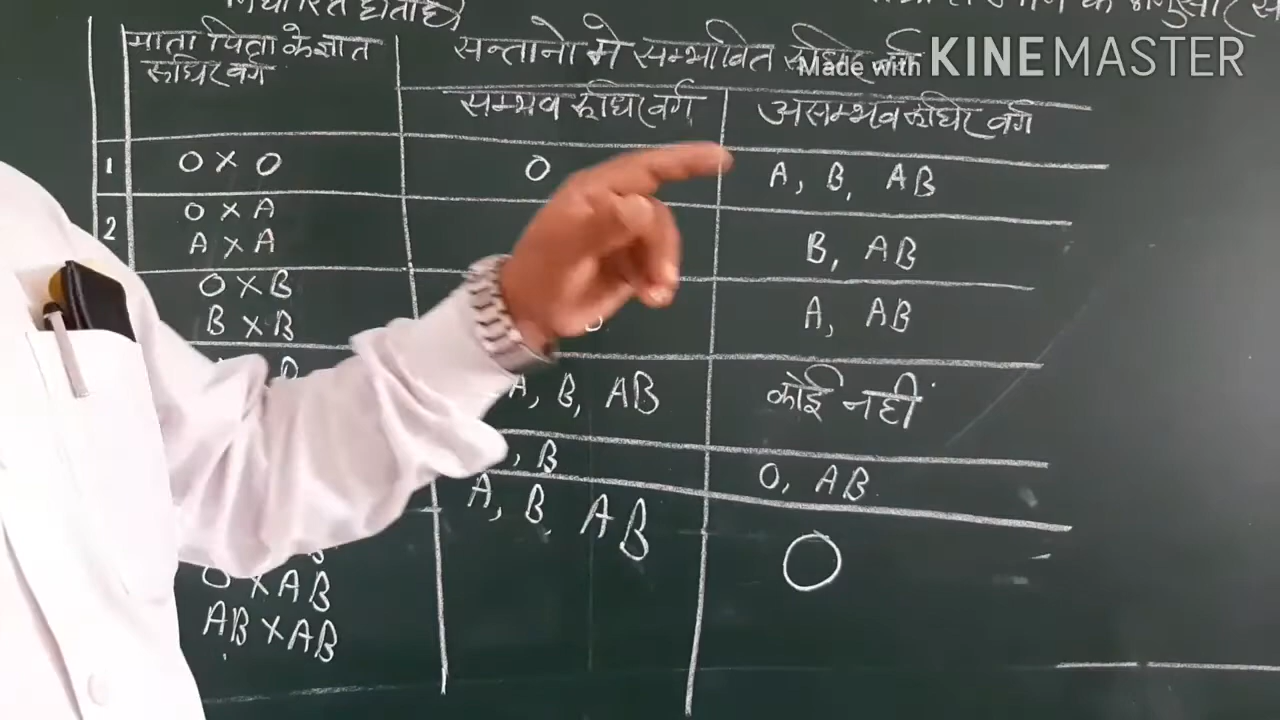 निर्धारित होता है)
माता पिता के ज्ञात
रूधिर वर्ग
सन्तानो मे सम्भावित रूधिर वर्ग
Made with KINEMASTER
सम्भव रूधिर वर्ग
असम्भव रूधिर वर्ग
1 O X O O A, B, AB
2 O X A
A X A B, AB
O X B
B X B A, AB
B
A, B, AB कोई नहीं
, B O, AB
A, B, AB O
O X AB
AB X AB